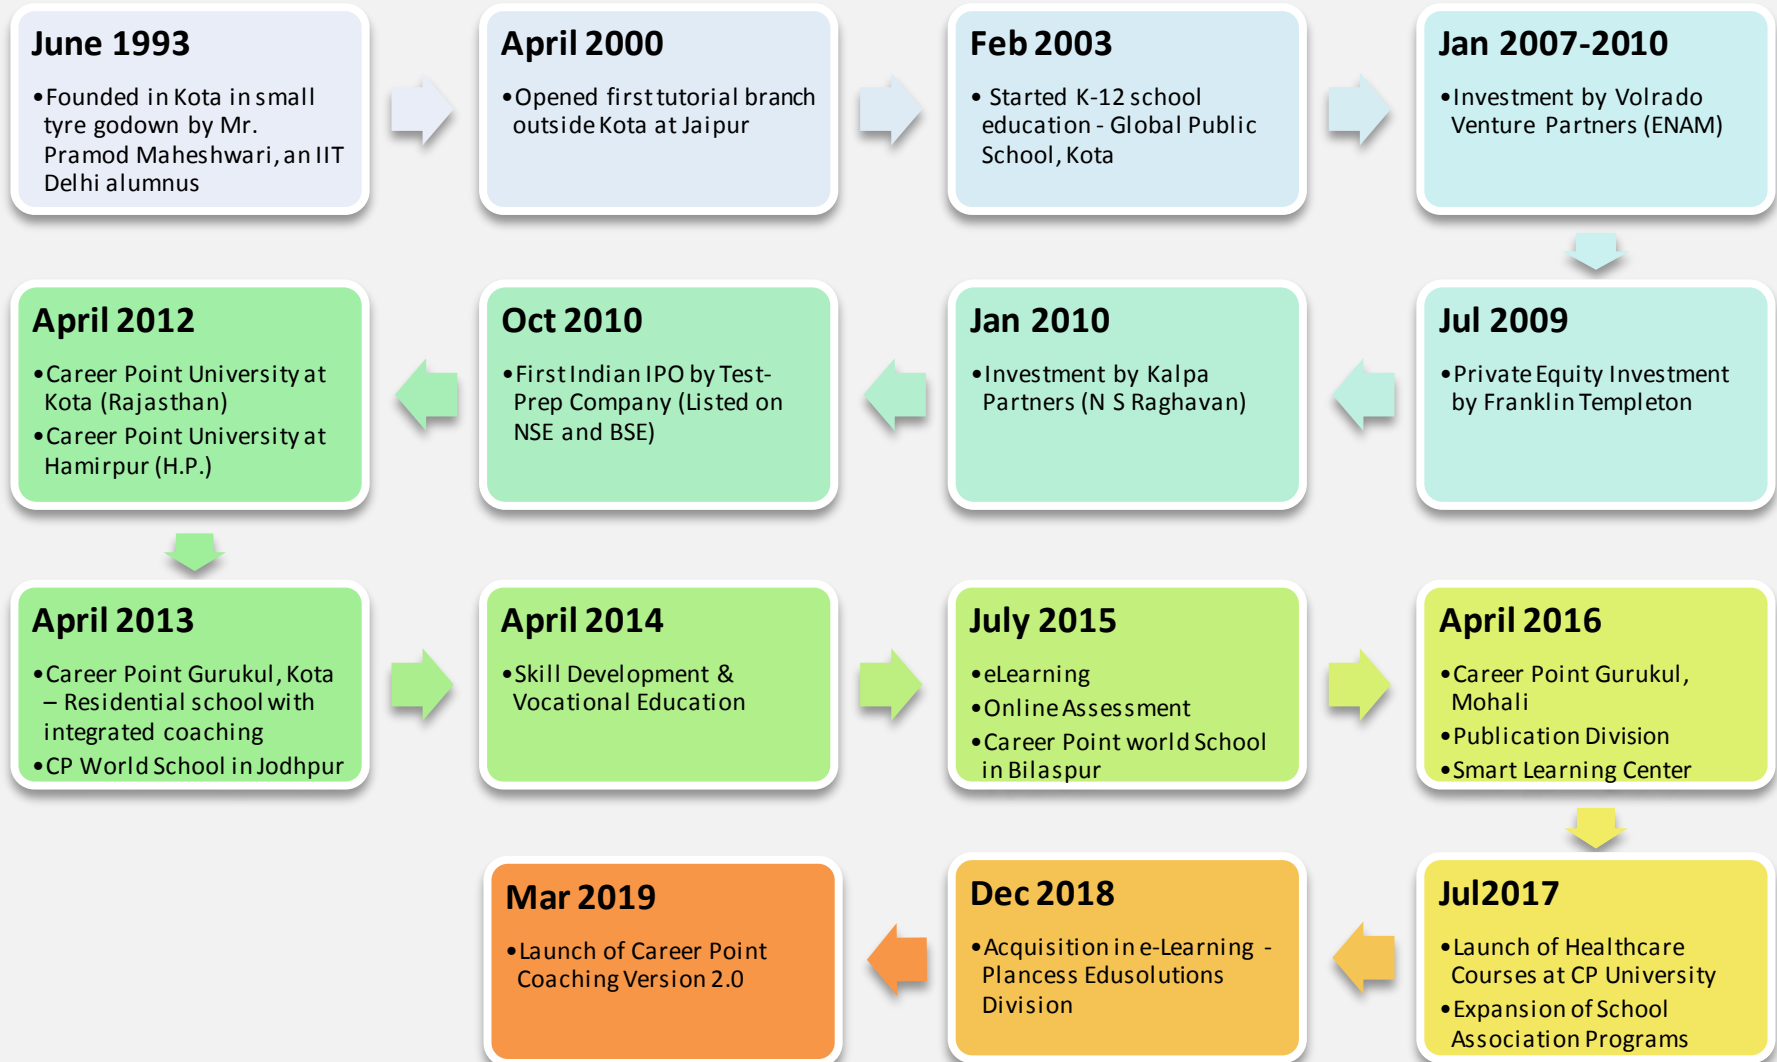 June 1993
•Founded in Kota in small
tyre godown by Mr.
Pramod Maheshwari, an IIT
Delhi alumnus
April 2000
•Opened first tutorial branch
outside Kota at Jaipur
Feb 2003
• Started K-12 school
education - Global Public
School, Kota
Jan 2007-2010
•Investment by Volrado
Venture Partners (ENAM)
Jul 2009
•Private Equity Investment
by Franklin Templeton
Jan 2010
•Investment by Kalpa
Partners (N S Raghavan)
Oct 2010
•First Indian IPO by Test-
Prep Company (Listed on
NSE and BSE)
April 2012
•Career Point University at
Kota (Rajasthan)
•Career Point University at
Hamirpur (H.P.)
April 2013
•Career Point Gurukul, Kota
– Residential school with
integrated coaching
•CP World School in Jodhpur
April 2014
•Skill Development &
Vocational Education
July 2015
•eLearning
•Online Assessment
•Career Point world School
in Bilaspur
April 2016
•Career Point Gurukul,
Mohali
•Publication Division
•Smart Learning Center
Jul2017
•Launch of Healthcare
Courses at CP University
•Expansion of School
Association Programs
Dec 2018
•Acquisition in e-Learning -
Plancess Edusolutions
Division
Mar 2019
•Launch of Career Point
Coaching Version 2.0